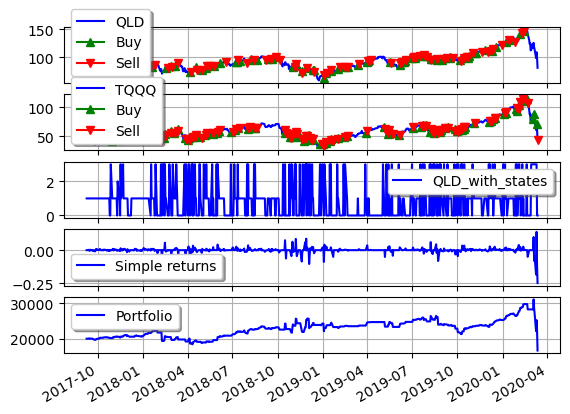 150
100
QLD
Buy
Sell
100
50
TQQQ
Buy
Sell
2
0
QLD_with_states
0.00
−0.25
Simple returns
30000
20000
Portfolio
2017-10
2018-01
2018-04
2018-07
2018-10
2019-01
2019-04
2019-07
2019-10
2020-01
2020-04